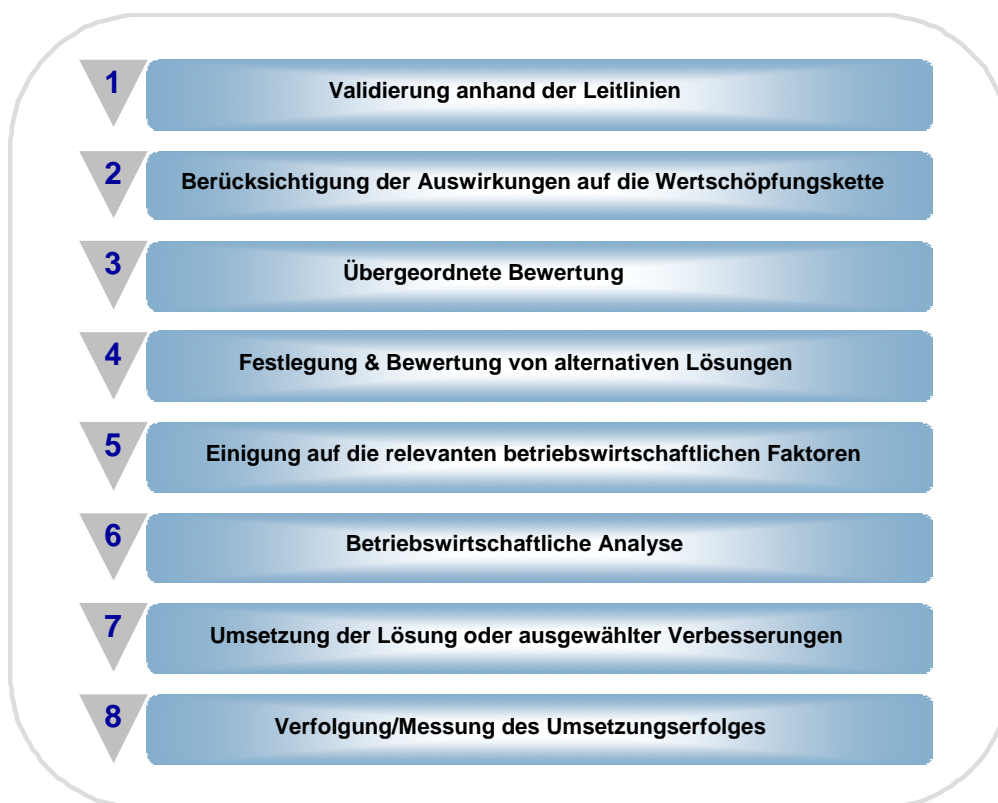 1
Validierung anhand der Leitlinien
2
Berücksichtigung der Auswirkungen auf die Wertschöpfungskette
3
Übergeordnete Bewertung
4
Festlegung & Bewertung von alternativen Lösungen
5
Einigung auf die relevanten betriebswirtschaftlichen Faktoren
6
Betriebswirtschaftliche Analyse
7
Umsetzung der Lösung oder ausgewählter Verbesserungen
8
Verfolgung/Messung des Umsetzungserfolges